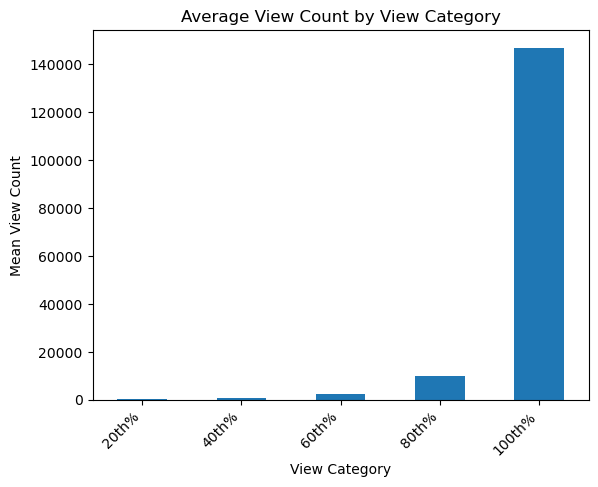 Average View Count by View Category
Mean View Count
140000
120000
100000
80000
60000
40000
20000
0
20th%
40th%
60th%
80th%
100th%
View Category